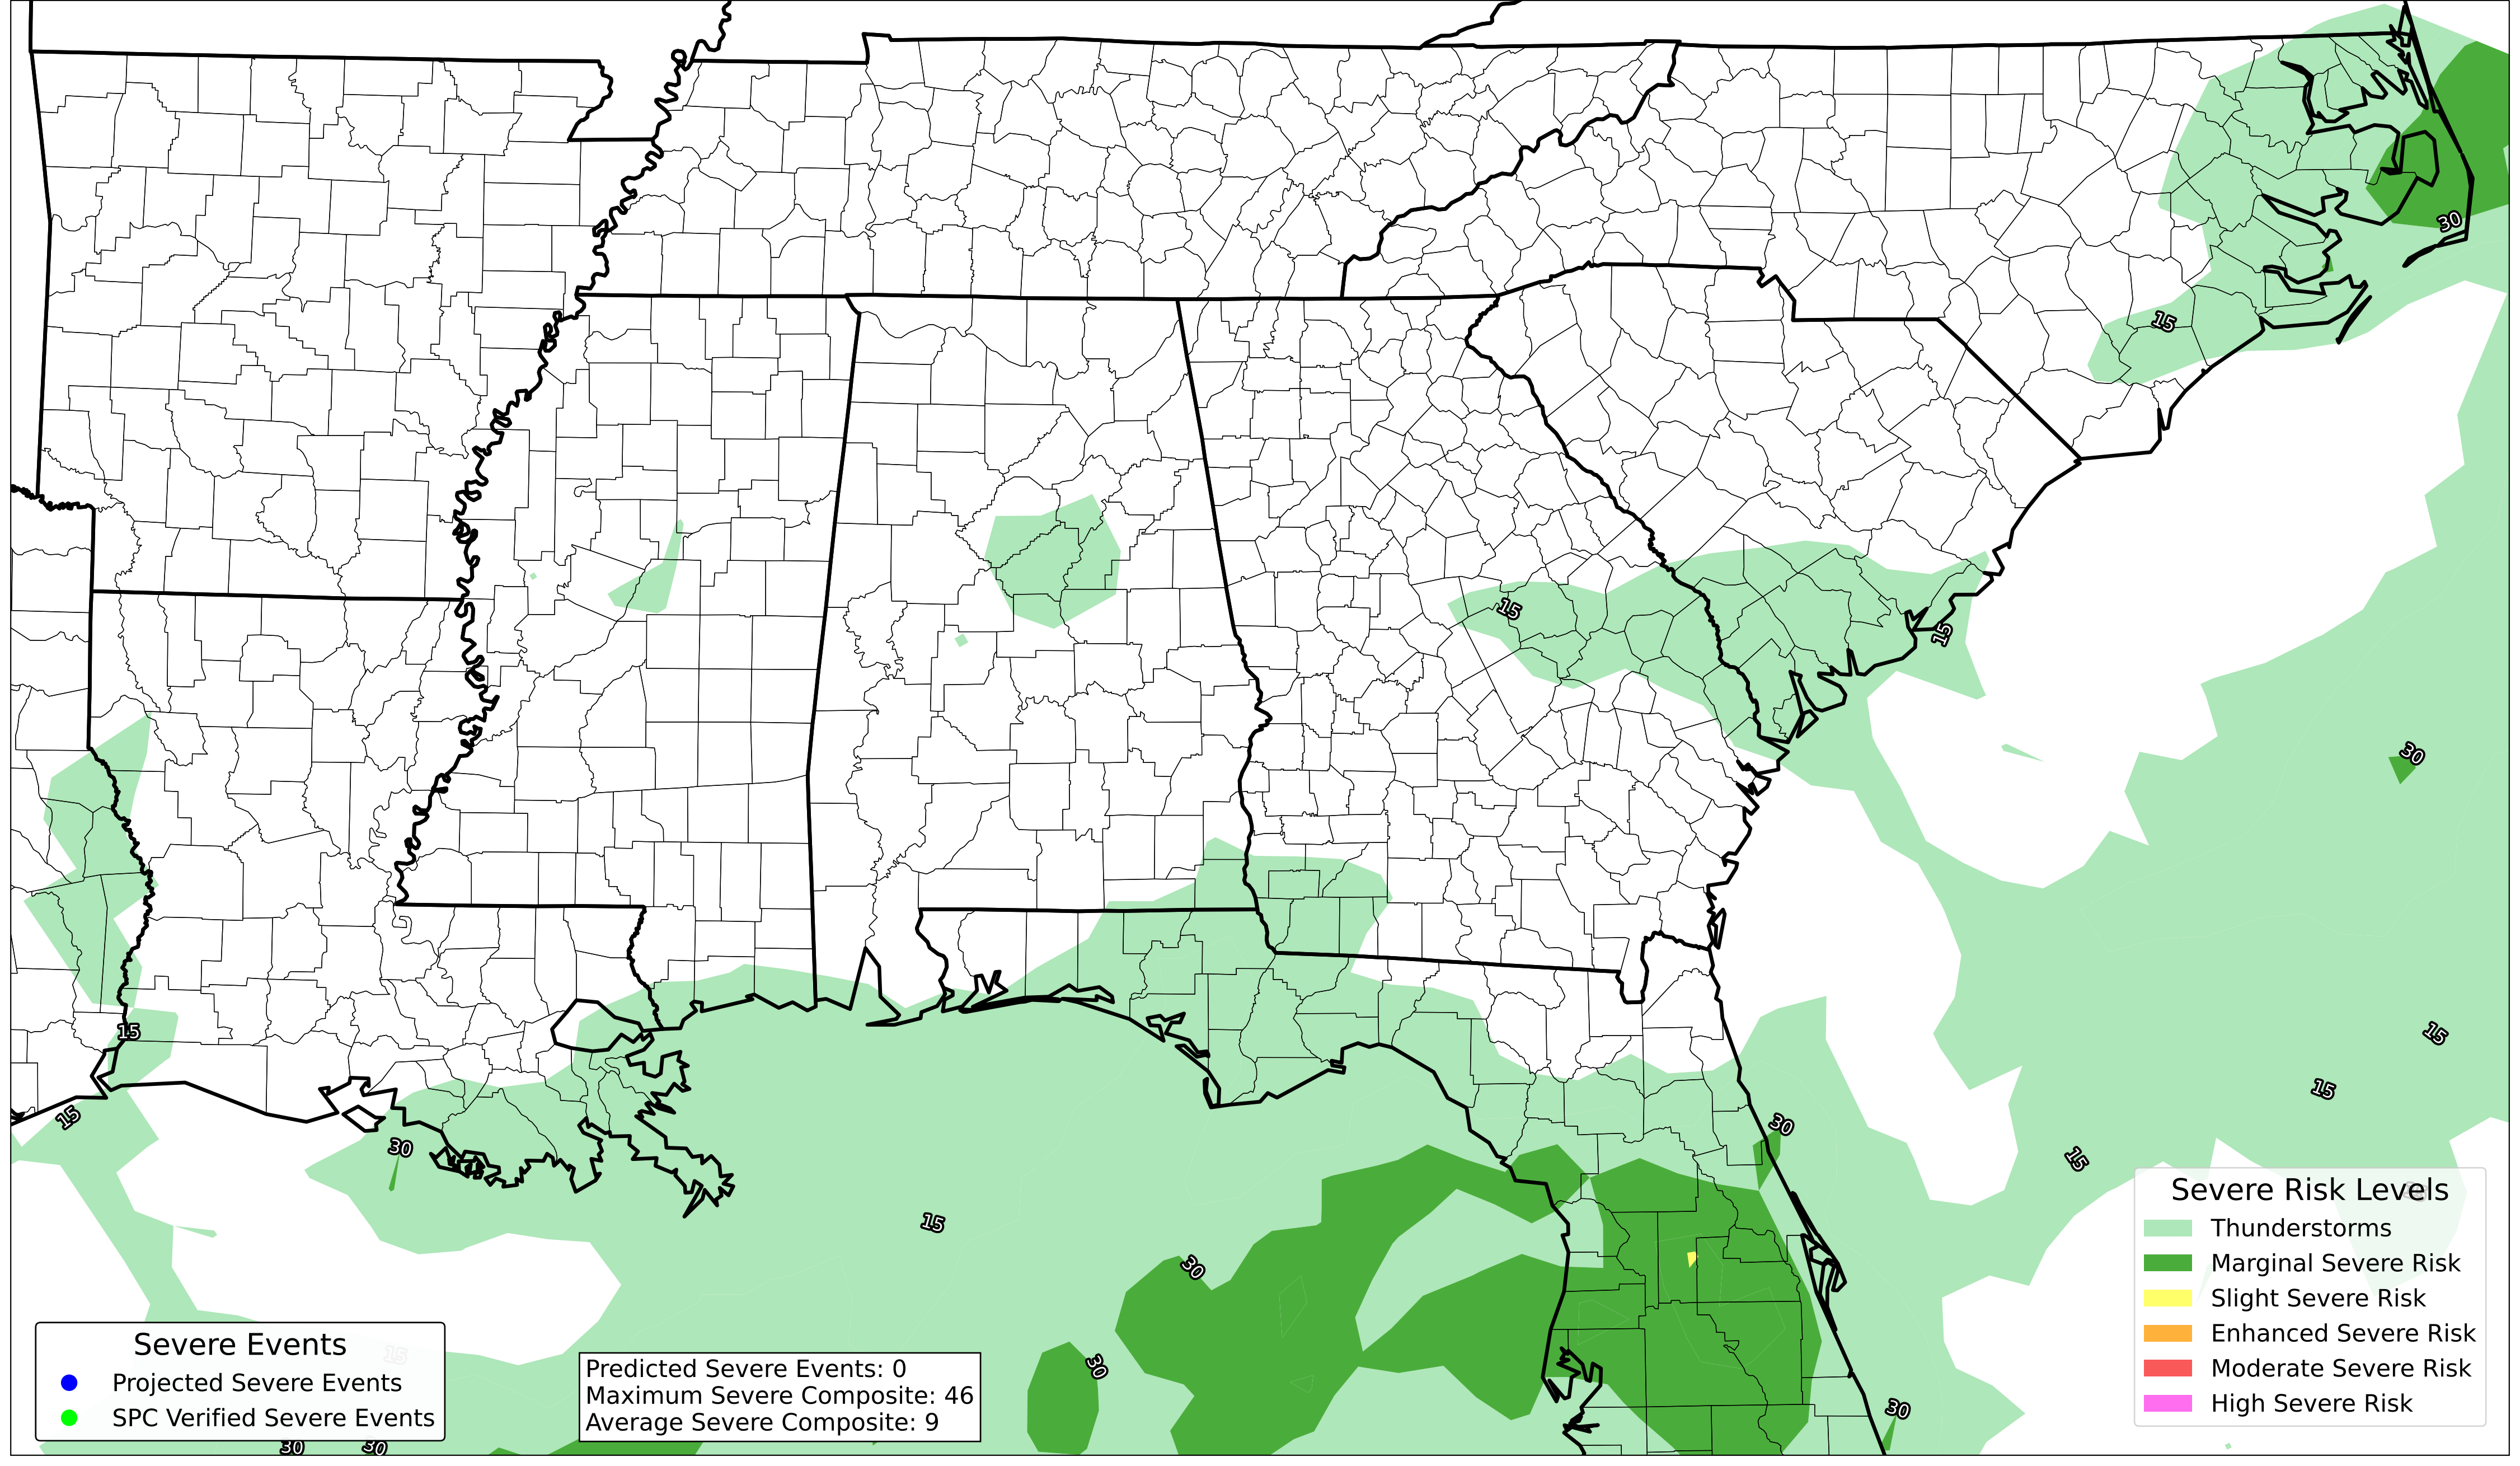 30
15
15
15
30
15
15
15
30
30
15
30
15
30
30
30
30
30
Severe Risk Levels
Thunderstorms
Marginal Severe Risk
Slight Severe Risk
Enhanced Severe Risk
Moderate Severe Risk
High Severe Risk
Severe Events
Projected Severe Events
SPC Verified Severe Events
Predicted Severe Events: 0
Maximum Severe Composite: 46
Average Severe Composite: 9
15
15